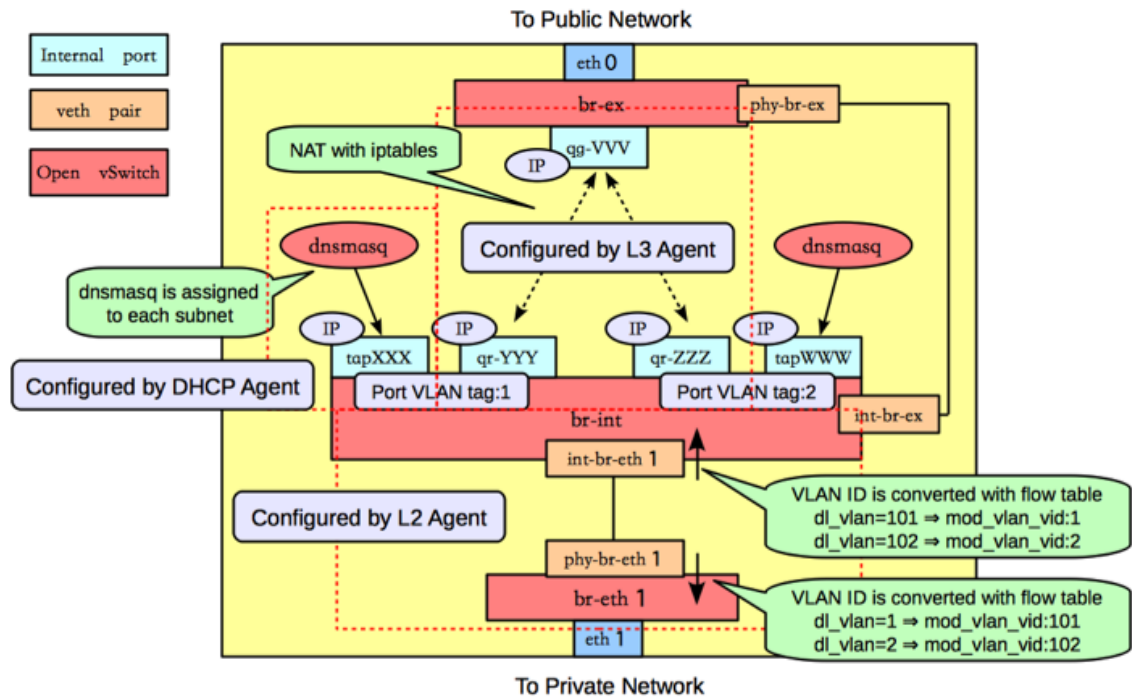 To Public Network
Internal port
veth pair
Open vSwitch
eth 0
br-ex
phy-br-ex
NAT with iptables
qg-VVV
IP
dnsmasq
Configured by L3 Agent
dnsmasq
dnsmasq is assigned
to each subnet
IP
IP
IP
IP
tapXXX
qr-YYY
qr-ZZZ
tapWWW
Configured by DHCP Agent
Port VLAN tag:1
Port VLAN tag:2
br-int
int-br-ex
int-br-eth 1
VLAN ID is converted with flow table
dl_vlan=101 ⇒ mod_vlan_vid:1
dl_vlan=102 ⇒ mod_vlan_vid:2
Configured by L2 Agent
phy-br-eth 1
br-eth 1
VLAN ID is converted with flow table
dl_vlan=1 ⇒ mod_vlan_vid:101
dl_vlan=2 ⇒ mod_vlan_vid:102
eth 1
To Private Network